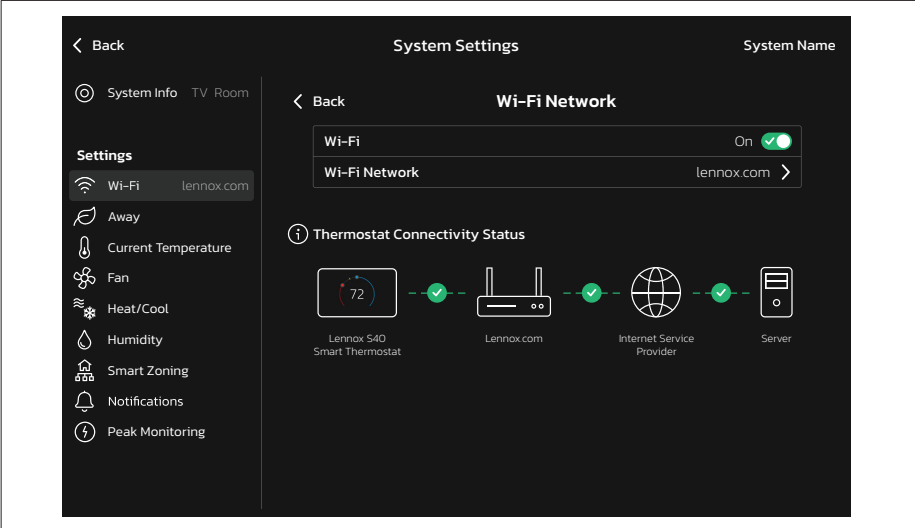 Back
System Settings
System Name
System Info TV Room
Settings
Wi-Fi lennox.com
Away
Current Temperature
Fan
Heat/Cool
Humidity
Smart Zoning
Notifications
Peak Monitoring
Back
Wi-Fi Network
Wi-Fi On
Wi-Fi Network lennox.com
Thermostat Connectivity Status
72
Lennox S40
Smart Thermostat
Lennox.com
Internet Service
Provider
Server